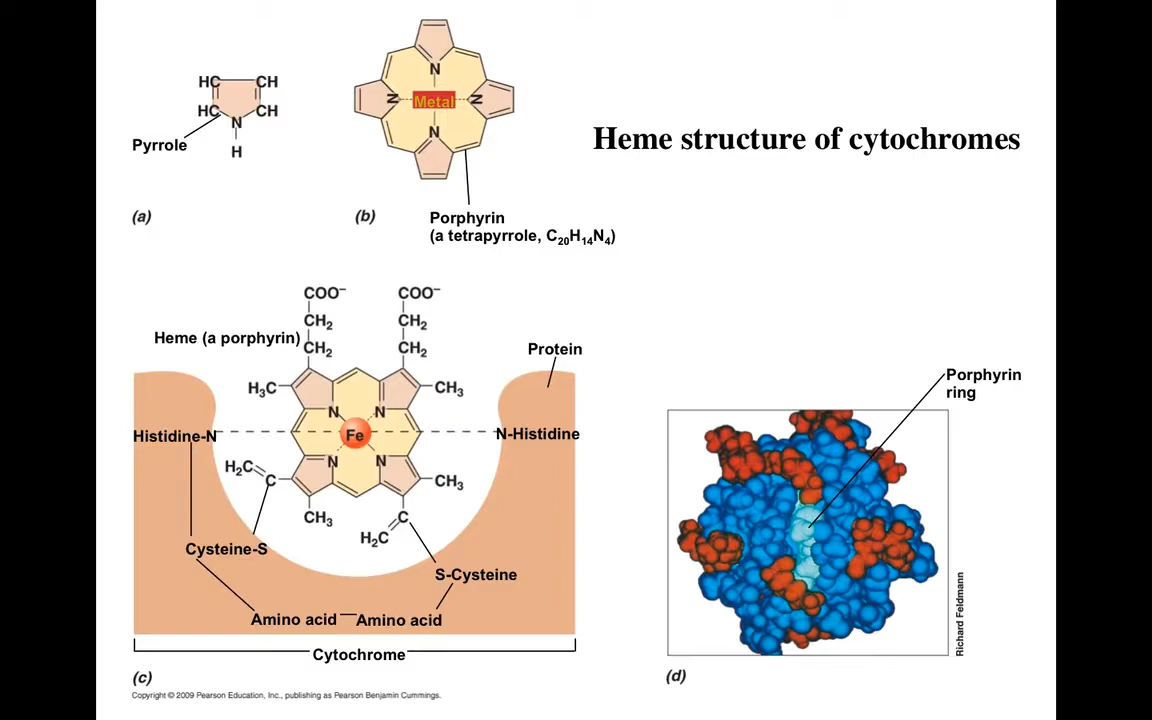 Heme structure of cytochromes
HC
CH
HC
CH
N
H
Pyrrole
(a)
N
N
Metal
N
N
(b)
Porphyrin
(a tetrapyrrole, C₂₀H₁₄N₄)
COO⁻
COO⁻
CH₂
CH₂
Heme (a porphyrin)
CH₂
CH₂
Protein
H₃C
CH₃
N
N
Histidine-N
Fe
N-Histidine
N
N
H₂C
C
CH₃
CH₃
C
H₂C
Cysteine-S
S-Cysteine
Amino acid
Amino acid
Cytochrome
(c)
Porphyrin
ring
Richard Feldmann
(d)
Copyright © 2009 Pearson Education, Inc., publishing as Pearson Benjamin Cummings.